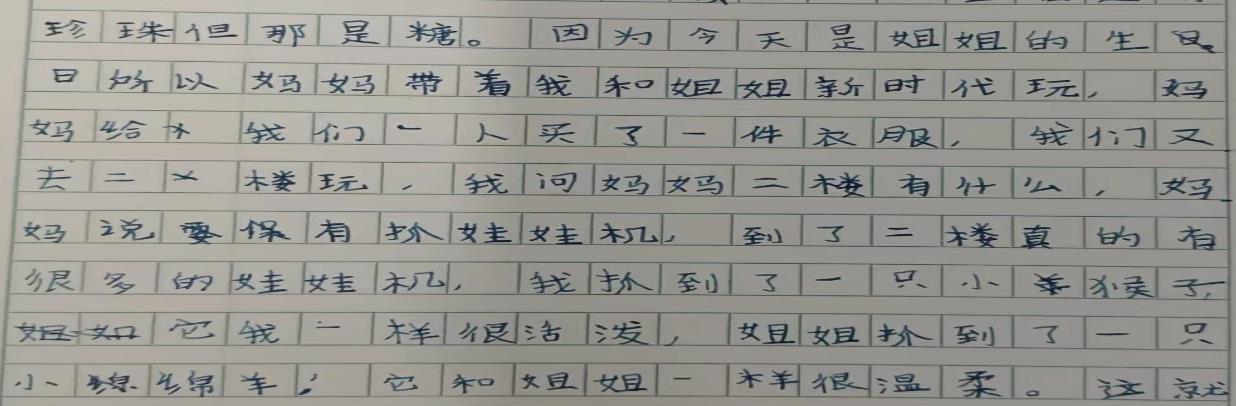 珍珠但那是糖。因为今天是姐姐的生
日所以妈妈带着我和姐姐新时代玩,妈
妈给我们一人买了一件衣服,我们又
去二楼玩,我问妈妈二楼有什么,妈
妈说有抓娃娃机,到了二楼真的有
很多的娃娃机,我抓到了一只小猴子,
它我一样很活泼,姐姐抓到了一只
小绵羊,它和姐姐一样很温柔。这就